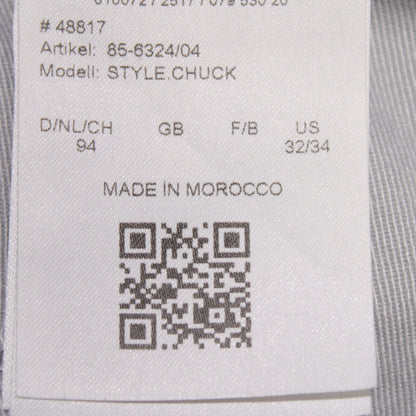 # 48817
Artikel: 85-6324/04
Modell: STYLE.CHUCK
D/NL/CH GB F/B US
94 32/34
MADE IN MOROCCO